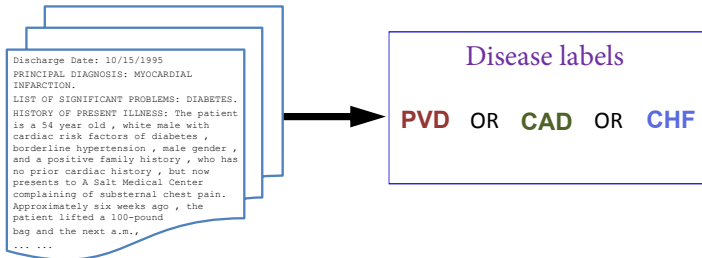 Discharge Date: 10/15/1995
PRINCIPAL DIAGNOSIS: MYOCARDIAL
INFARCTION.
LIST OF SIGNIFICANT PROBLEMS: DIABETES.
HISTORY OF PRESENT ILLNESS: The patient
is a 54 year old , white male with
cardiac risk factors of diabetes ,
borderline hypertension , male gender ,
and a positive family history , who has
no prior cardiac history , but now
presents to A Salt Medical Center
complaining of substernal chest pain.
Approximately six weeks ago , the
patient lifted a 100-pound
bag and the next a.m.,
... ...
Disease labels
PVD OR CAD OR CHF